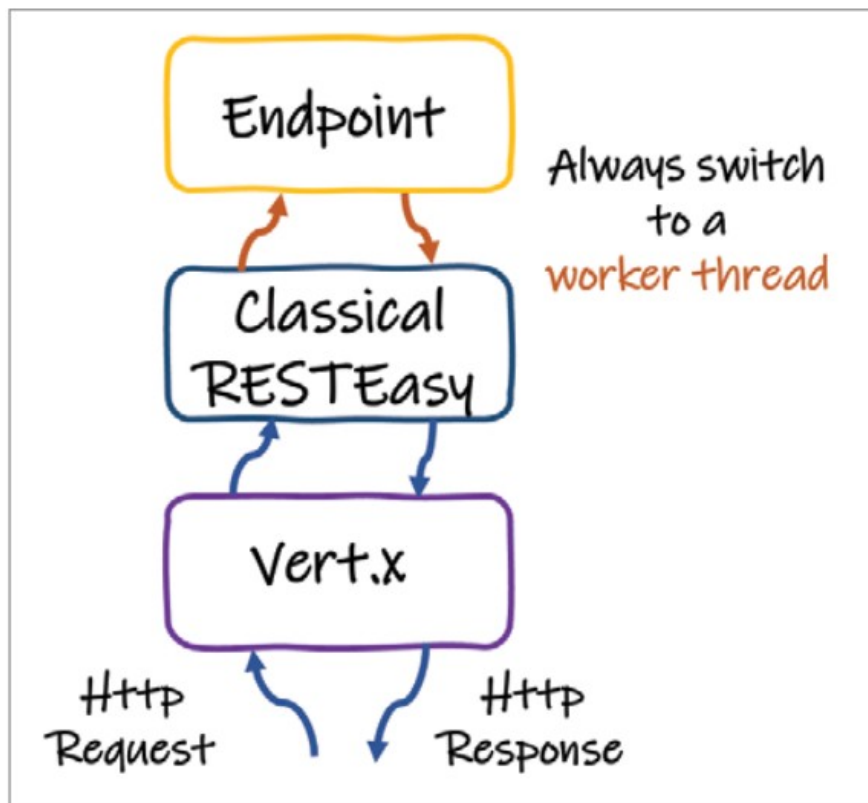 Endpoint
Always switch
to a
worker thread
Classical
RESTEasy
Vert.x
Http
Request
Http
Response